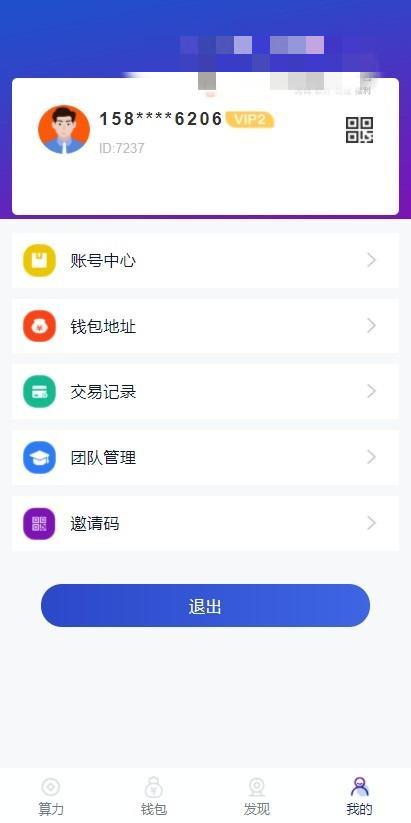 158****6206 VIP2
ID:7237
账号中心
钱包地址
交易记录
团队管理
邀请码
退出
算力 钱包 发现 我的